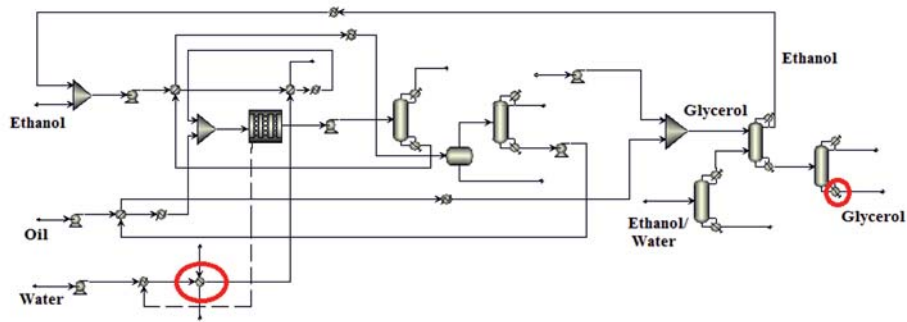 Ethanol
Glycerol
Ethanol
Oil
Ethanol/
Water
Glycerol
Water